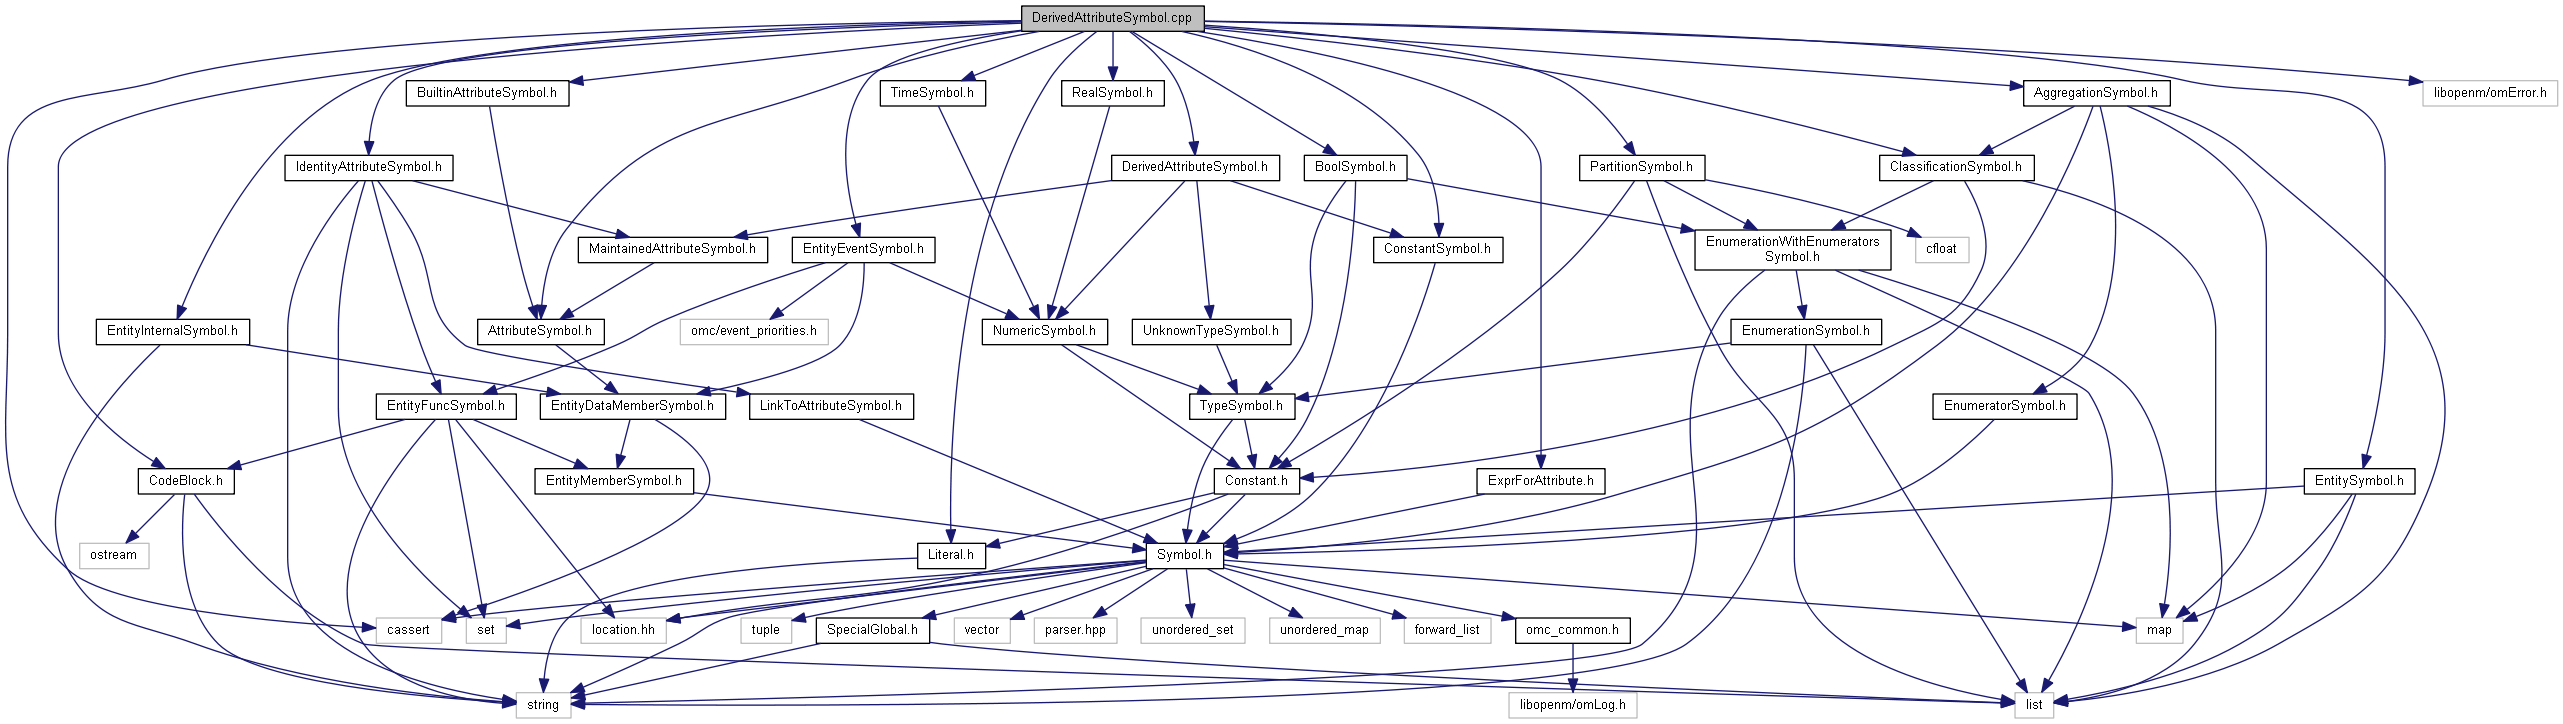 DerivedAttributeSymbol.cpp
BuiltinAttributeSymbol.h
TimeSymbol.h
RealSymbol.h
AggregationSymbol.h
libopenm/omError.h
IdentityAttributeSymbol.h
DerivedAttributeSymbol.h
BoolSymbol.h
PartitionSymbol.h
ClassificationSymbol.h
MaintainedAttributeSymbol.h
EntityEventSymbol.h
ConstantSymbol.h
EnumerationWithEnumerators
Symbol.h
cfloat
EntityInternalSymbol.h
AttributeSymbol.h
omc/event_priorities.h
NumericSymbol.h
UnknownTypeSymbol.h
EnumerationSymbol.h
EntityFuncSymbol.h
EntityDataMemberSymbol.h
LinkToAttributeSymbol.h
TypeSymbol.h
EnumeratorSymbol.h
CodeBlock.h
EntityMemberSymbol.h
Constant.h
ExprForAttribute.h
EntitySymbol.h
ostream
Literal.h
Symbol.h
cassert
set
location.hh
tuple
SpecialGlobal.h
vector
parser.hpp
unordered_set
unordered_map
forward_list
omc_common.h
map
string
libopenm/omLog.h
list